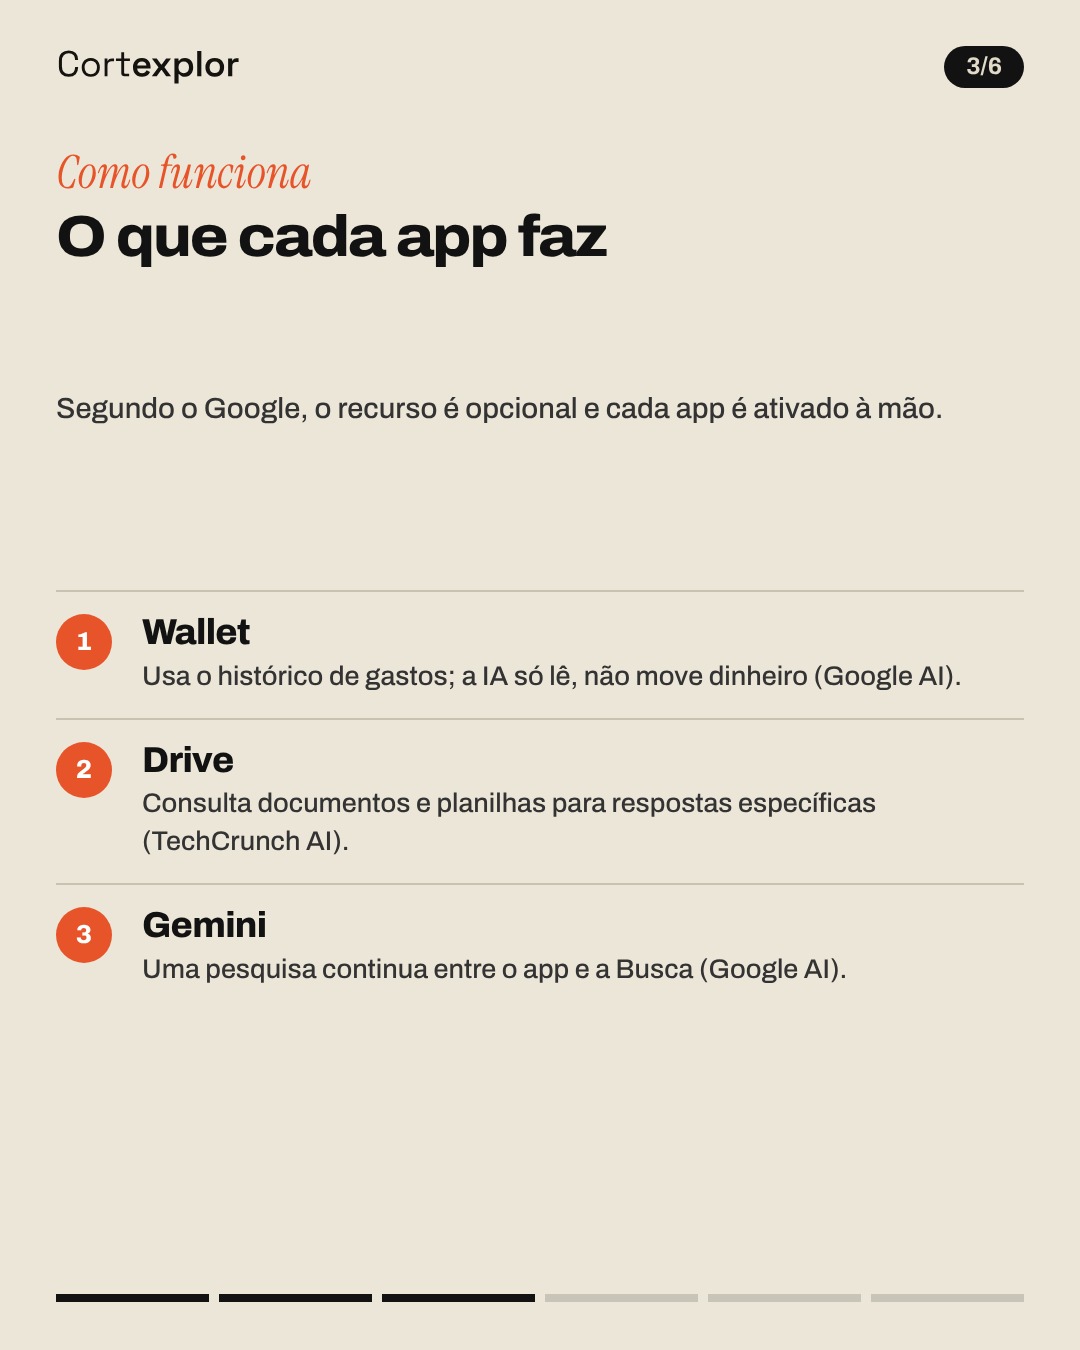 Cortexplor
3/6
Como funciona
O que cada app faz
Segundo o Google, o recurso é opcional e cada app é ativado à mão.
1
Wallet
Usa o histórico de gastos; a IA só lê, não move dinheiro (Google AI).
2
Drive
Consulta documentos e planilhas para respostas específicas
(TechCrunch AI).
3
Gemini
Uma pesquisa continua entre o app e a Busca (Google AI).